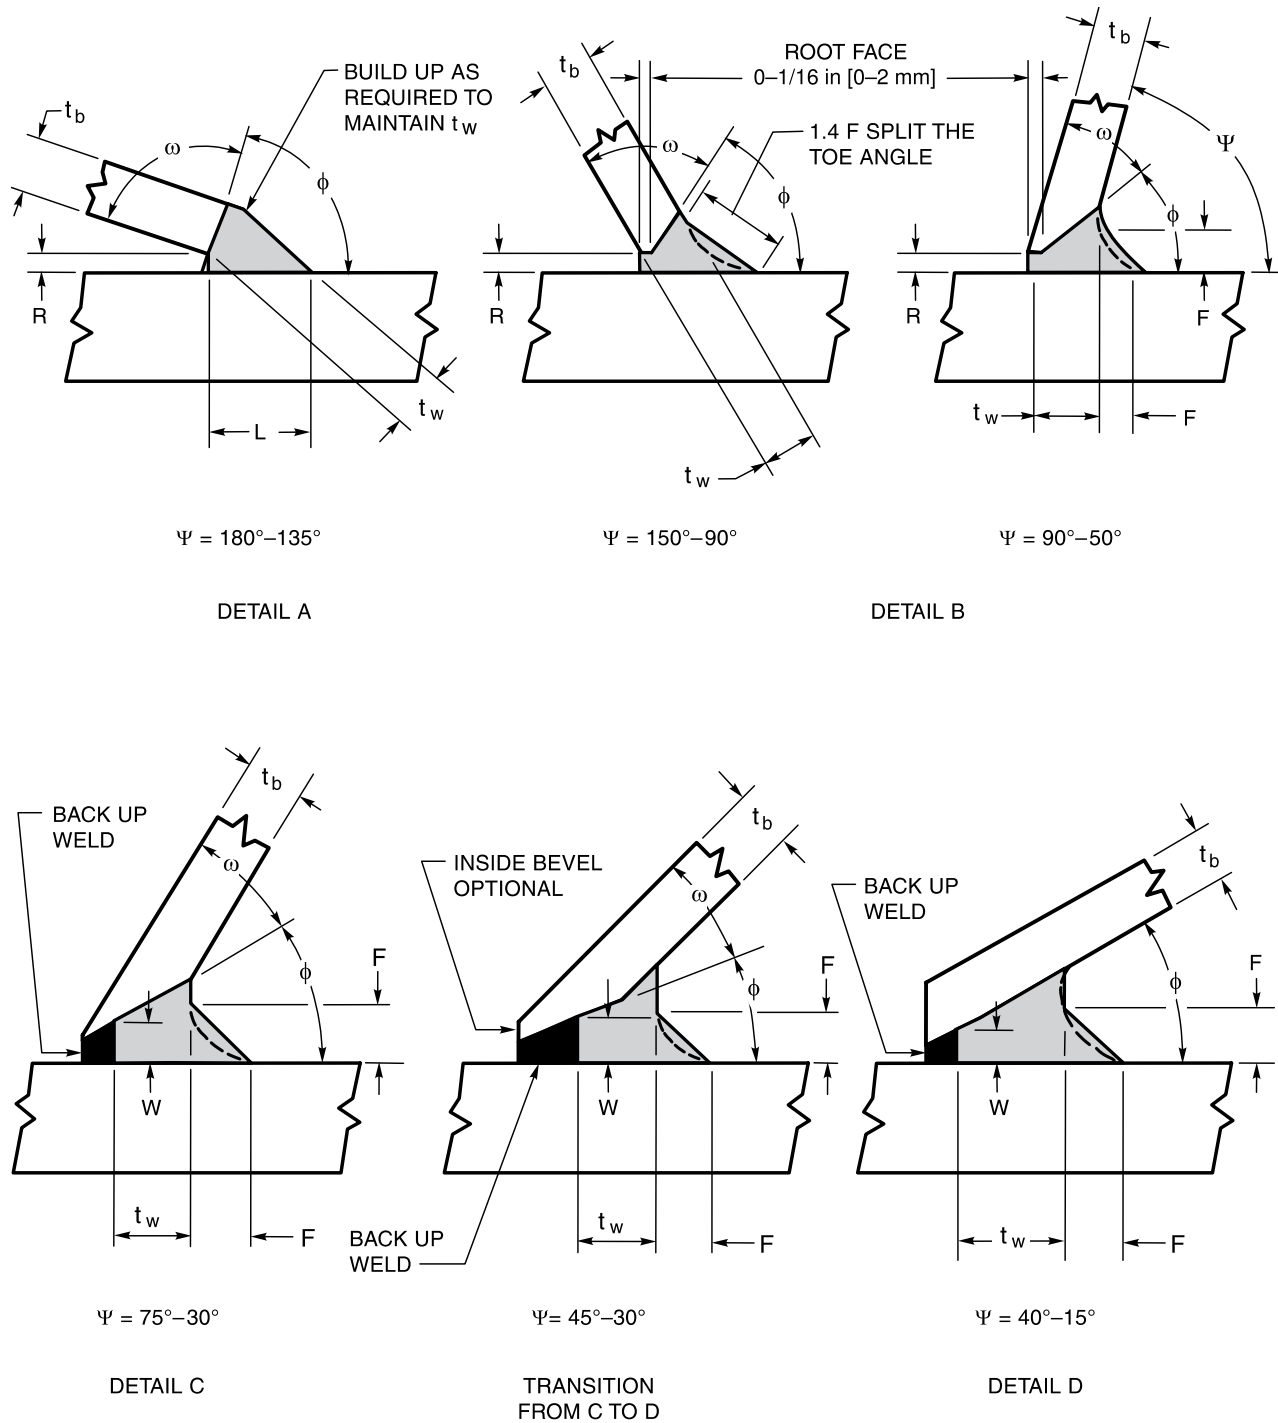 t b
ω
BUILD UP AS
REQUIRED TO
MAINTAIN t w
ϕ
R
L
t w
Ψ = 180°–135°
DETAIL A
t b
ROOT FACE
0–1/16 in [0–2 mm]
ω
1.4 F SPLIT THE
TOE ANGLE
ϕ
R
t w
Ψ = 150°–90°
t b
ω
Ψ
ϕ
R
F
t w
F
Ψ = 90°–50°
DETAIL B
t b
BACK UP
WELD
ω
ϕ
F
W
t w
F
Ψ = 75°–30°
DETAIL C
t b
INSIDE BEVEL
OPTIONAL
ω
ϕ
F
W
t w
F
BACK UP
WELD
Ψ= 45°–30°
TRANSITION
FROM C TO D
t b
BACK UP
WELD
ϕ
F
W
t w
F
Ψ = 40°–15°
DETAIL D